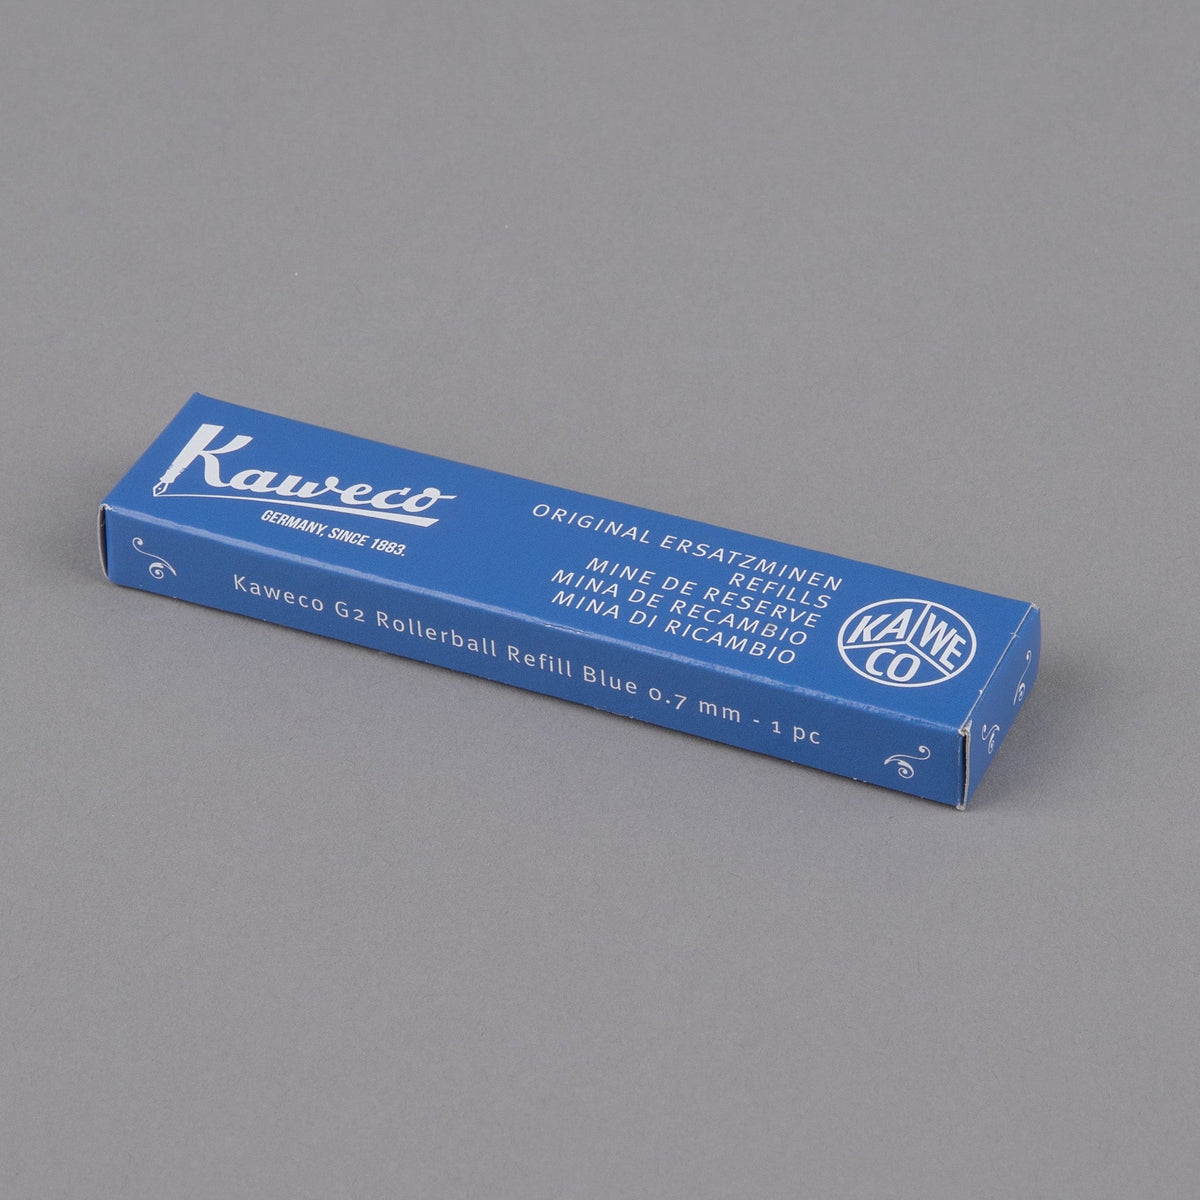 Kaweco
GERMANY, SINCE 1883.
ORIGINAL ERSATZMINEN
REFILLS
MINE DE RESERVE
MINA DE RECAMBIO
MINA DI RICAMBIO
KA WE
CO
Kaweco G2 Rollerball Refill Blue 0.7 mm - 1 pc